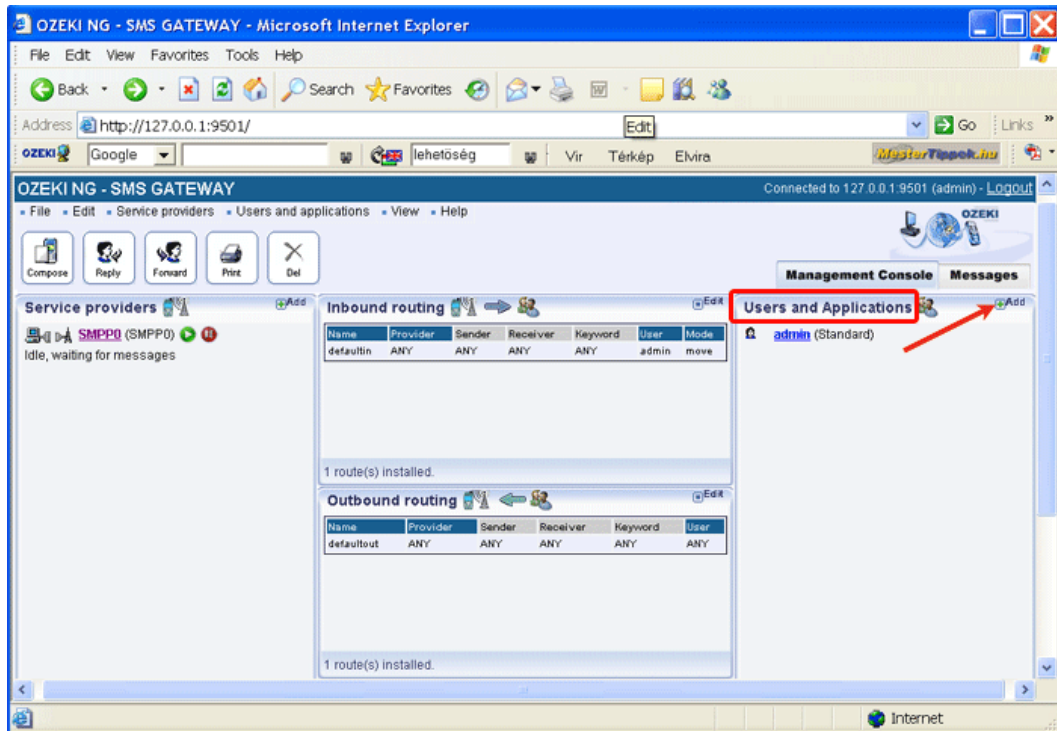 OZEKI NG - SMS GATEWAY - Microsoft Internet Explorer
File Edit View Favorites Tools Help
Back Search Favorites
Address http://127.0.0.1:9501/ Edit Go Links »
OZEKI Google lehetöség Vir Térkép Elvira MesterTippek.hu
OZEKI NG - SMS GATEWAY Connected to 127.0.0.1:9501 (admin) - Logout
File Edit Service providers Users and applications View Help
OZEKI
Compose Reply Forward Print Del
Management Console Messages
Service providers Add
SMPP0 (SMPP0)
Idle, waiting for messages
Inbound routing Edit
Name Provider Sender Receiver Keyword User Mode
defaultin ANY ANY ANY ANY admin move
1 route(s) installed.
Outbound routing Edit
Name Provider Sender Receiver Keyword User
defaultout ANY ANY ANY ANY ANY
1 route(s) installed.
Users and Applications Add
admin (Standard)
Internet